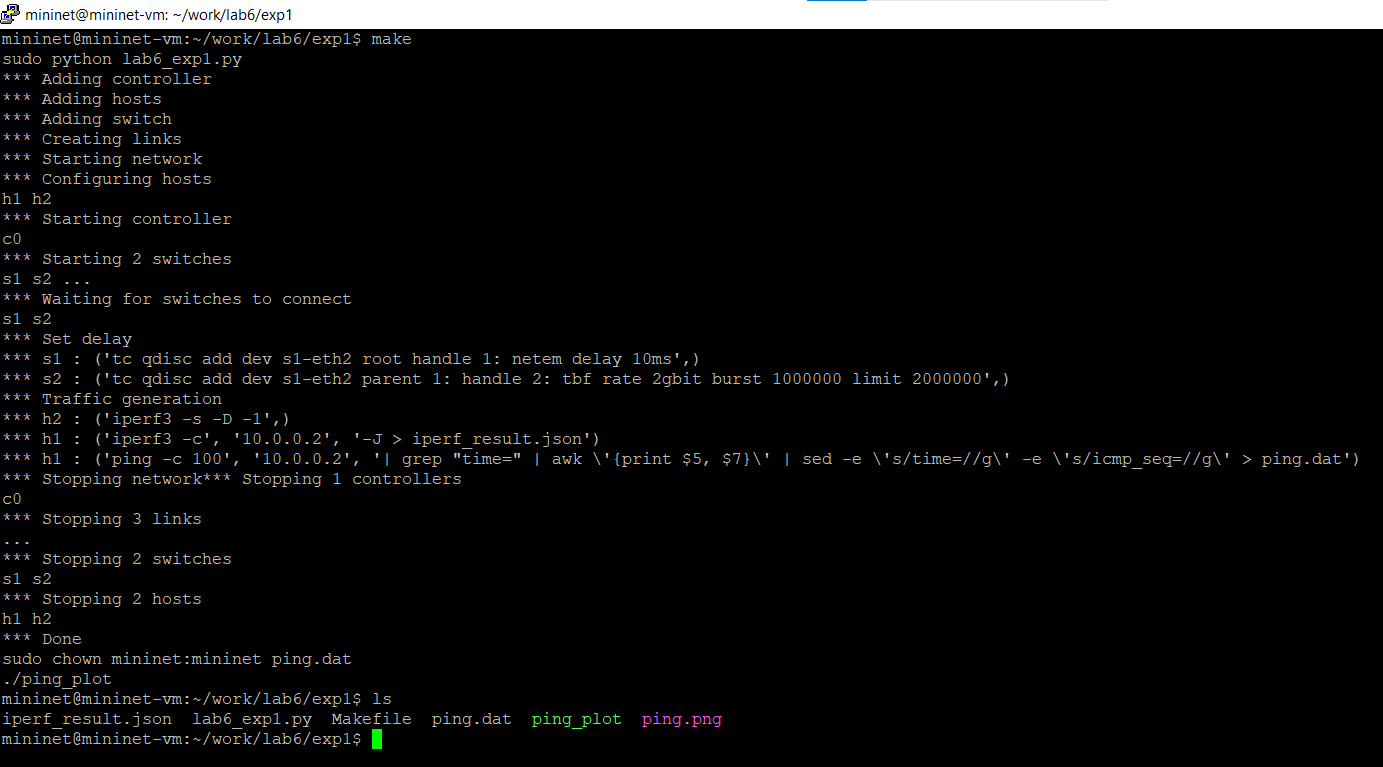 mininet@mininet-vm: ~/work/lab6/exp1
mininet@mininet-vm:~/work/lab6/exp1$ make
sudo python lab6_exp1.py
*** Adding controller
*** Adding hosts
*** Adding switch
*** Creating links
*** Starting network
*** Configuring hosts
h1 h2
*** Starting controller
c0
*** Starting 2 switches
s1 s2 ...
*** Waiting for switches to connect
s1 s2
*** Set delay
*** s1 : ('tc qdisc add dev s1-eth2 root handle 1: netem delay 10ms',)
*** s2 : ('tc qdisc add dev s1-eth2 parent 1: handle 2: tbf rate 2gbit burst 1000000 limit 2000000',)
*** Traffic generation
*** h2 : ('iperf3 -s -D -1',)
*** h1 : ('iperf3 -c', '10.0.0.2', '-J > iperf_result.json')
*** h1 : ('ping -c 100', '10.0.0.2', '| grep "time=" | awk \'{print $5, $7}\' | sed -e \'s/time=//g\' -e \'s/icmp_seq=//g\' > ping.dat')
*** Stopping network*** Stopping 1 controllers
c0
*** Stopping 3 links
...
*** Stopping 2 switches
s1 s2
*** Stopping 2 hosts
h1 h2
*** Done
sudo chown mininet:mininet ping.dat
./ping_plot
mininet@mininet-vm:~/work/lab6/exp1$ ls
iperf_result.json  lab6_exp1.py  Makefile  ping.dat  ping_plot  ping.png
mininet@mininet-vm:~/work/lab6/exp1$